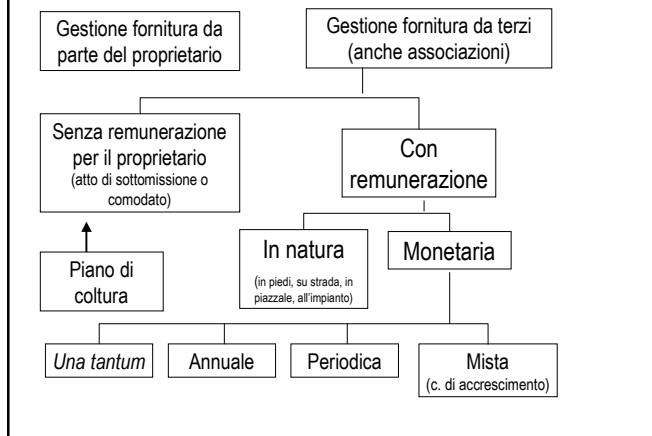 Gestione fornitura da
parte del proprietario
Gestione fornitura da terzi
(anche associazioni)
Senza remunerazione
per il proprietario
(atto di sottomissione o
comodato)
Con
remunerazione
Piano di
coltura
In natura
(in piedi, su strada, in
piazzale, all'impianto)
Monetaria
Una tantum
Annuale
Periodica
Mista
(c. di accrescimento)